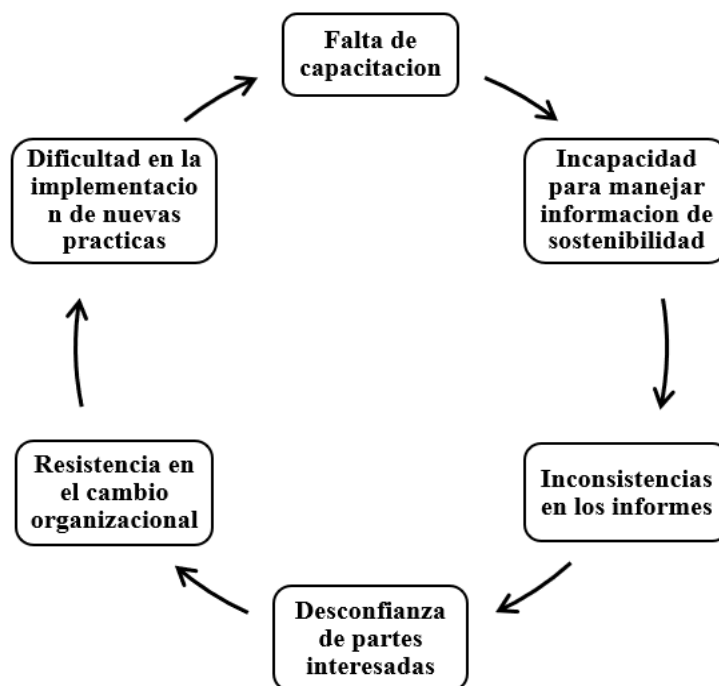 Falta de
capacitacion
Incapacidad
para manejar
informacion de
sostenibilidad
Inconsistencias
en los informes
Desconfianza
de partes
interesadas
Resistencia en
el cambio
organizacional
Dificultad en la
implementacio
n de nuevas
practicas